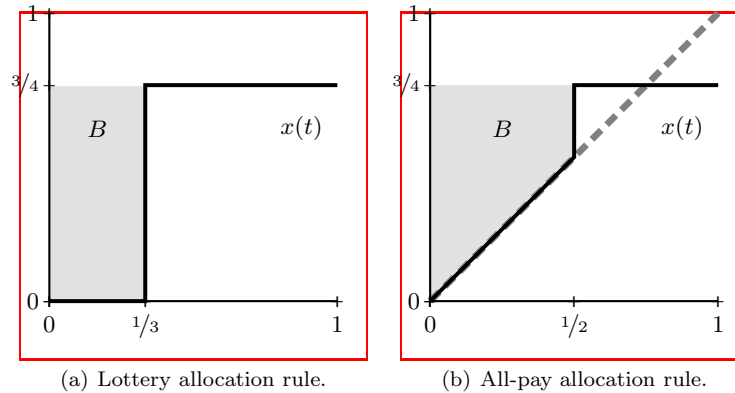 1
3/4
B
x(t)
0
0
1/3
1
(a) Lottery allocation rule.
1
3/4
B
x(t)
0
0
1/2
1
(b) All-pay allocation rule.